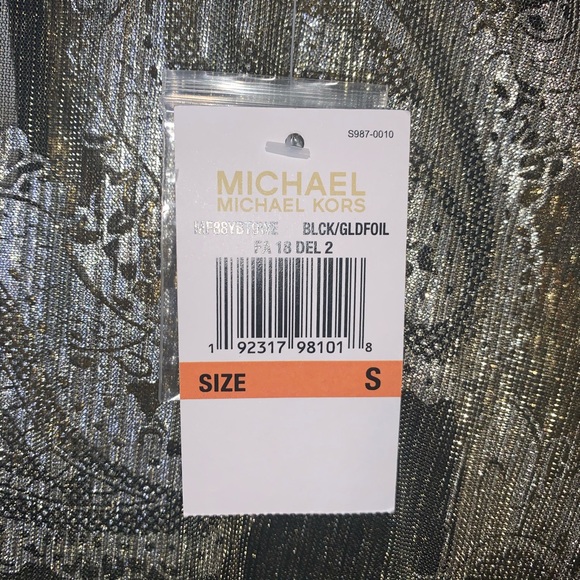 S987-0010
MICHAEL
MICHAEL KORS
BLCK/GLDFOIL
FA 18 DEL 2
1 92317 98101 8
SIZE S